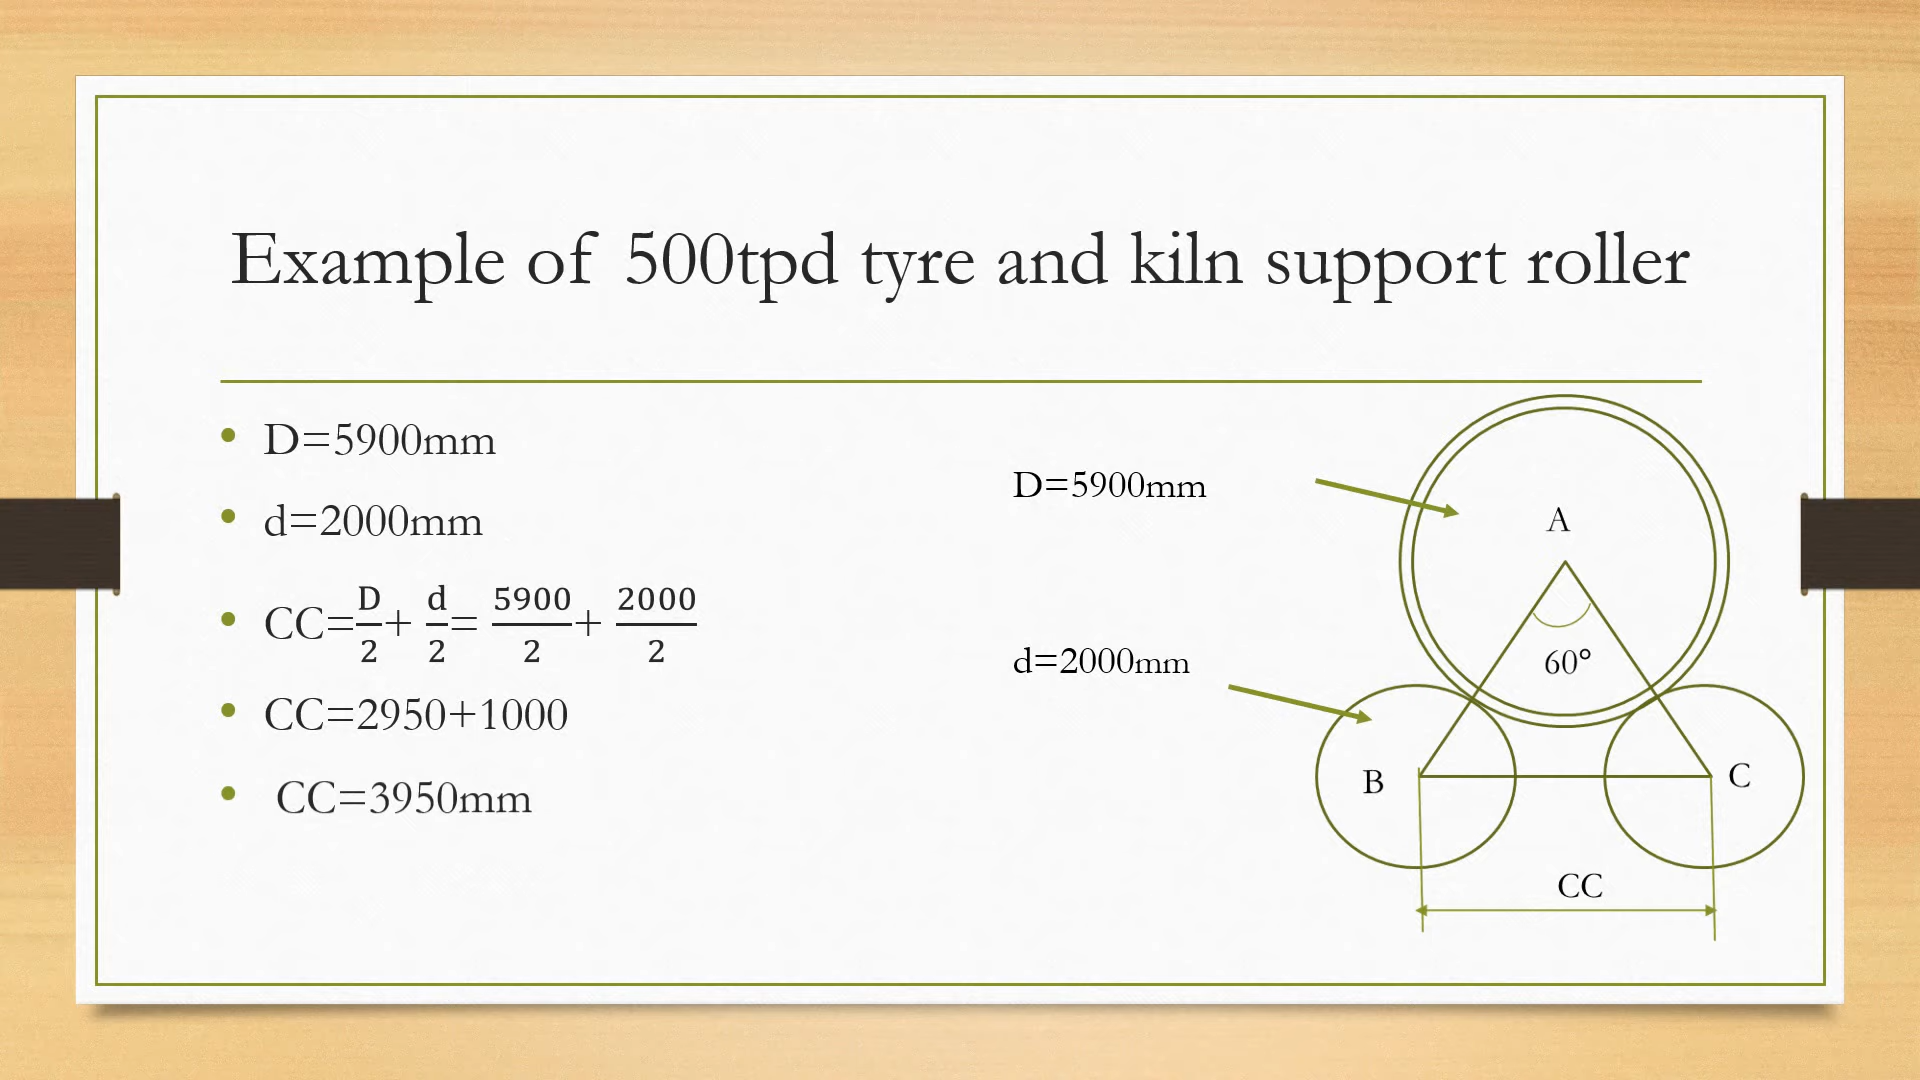 Example of 500tpd tyre and kiln support roller
• D=5900mm
• d=2000mm
• CC=D/2+ d/2= 5900/2+ 2000/2
• CC=2950+1000
• CC=3950mm
D=5900mm
A
60°
d=2000mm
B
C
CC